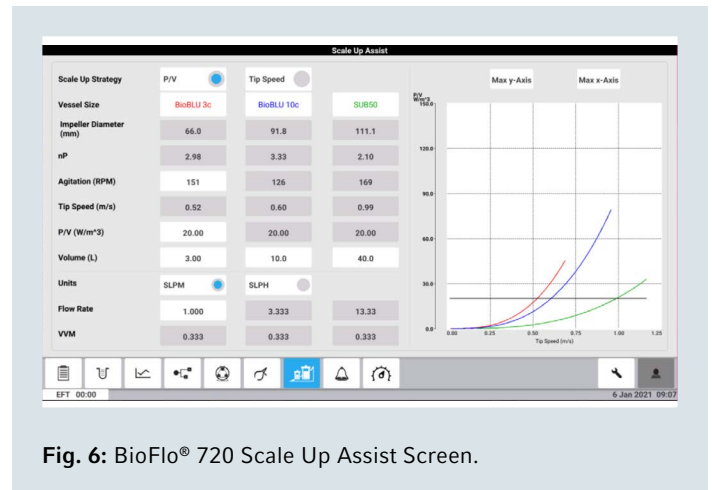 Scale Up Assist
Scale Up Strategy P/V Tip Speed
Vessel Size BioBLU 3c BioBLU 10c SUB50
Impeller Diameter
(mm) 66.0 91.8 111.1
nP 2.98 3.33 2.10
Agitation (RPM) 151 126 169
Tip Speed (m/s) 0.52 0.60 0.99
P/V (W/m^3) 20.00 20.00 20.00
Volume (L) 3.00 10.0 40.0
Units SLPM SLPH
Flow Rate 1.000 3.333 13.33
VVM 0.333 0.333 0.333
Max y-Axis Max x-Axis
P/V
W/m^3
150.0
120.0
90.0
60.0
30.0
0.0
0.00 0.25 0.50 0.75 1.00 1.25
Tip Speed (m/s)
EFT 00:00 6 Jan 2021 09:07
Fig. 6: BioFlo® 720 Scale Up Assist Screen.